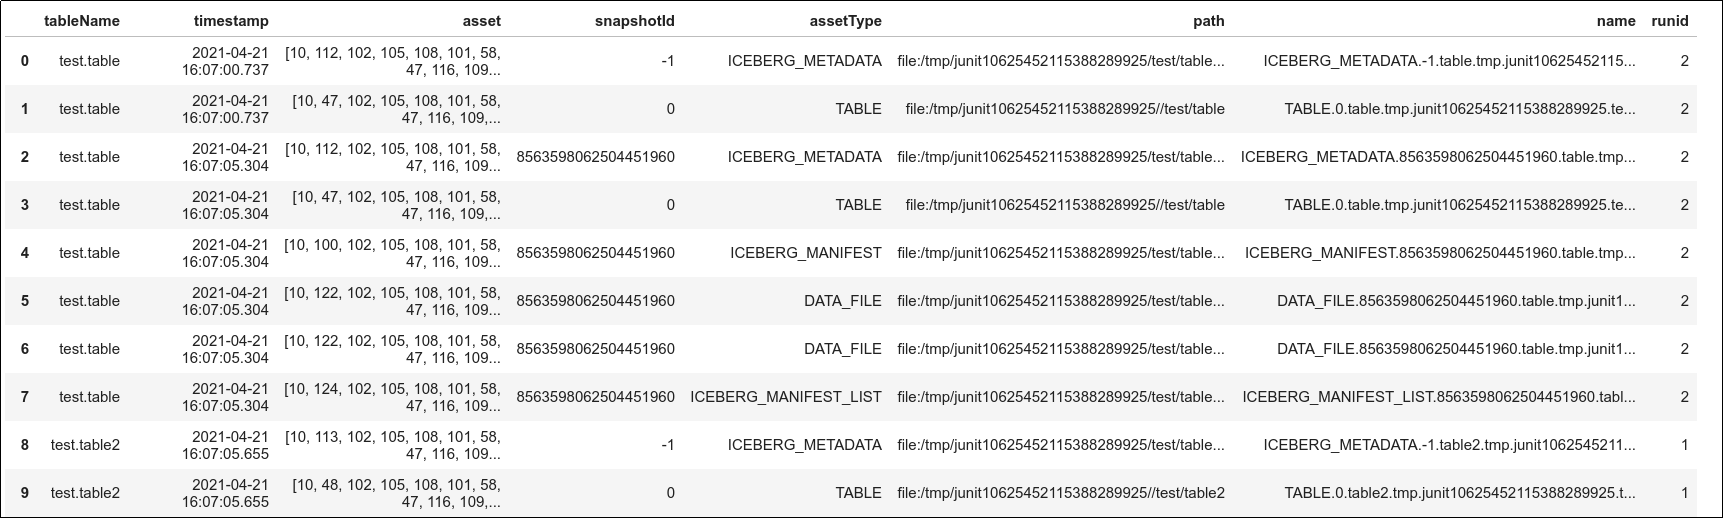 tableName timestamp asset snapshotId assetType path name runid
0 test.table 2021-04-21 16:07:00.737 [10, 112, 102, 105, 108, 101, 58, 47, 116, 109... -1 ICEBERG_METADATA file:/tmp/junit10625452115388289925/test/table... ICEBERG_METADATA.-1.table.tmp.junit10625452115... 2
1 test.table 2021-04-21 16:07:00.737 [10, 47, 102, 105, 108, 101, 58, 47, 116, 109,... 0 TABLE file:/tmp/junit10625452115388289925//test/table TABLE.0.table.tmp.junit10625452115388289925.te... 2
2 test.table 2021-04-21 16:07:05.304 [10, 112, 102, 105, 108, 101, 58, 47, 116, 109... 8563598062504451960 ICEBERG_METADATA file:/tmp/junit10625452115388289925/test/table... ICEBERG_METADATA.8563598062504451960.table.tmp... 2
3 test.table 2021-04-21 16:07:05.304 [10, 47, 102, 105, 108, 101, 58, 47, 116, 109,... 0 TABLE file:/tmp/junit10625452115388289925//test/table TABLE.0.table.tmp.junit10625452115388289925.te... 2
4 test.table 2021-04-21 16:07:05.304 [10, 100, 102, 105, 108, 101, 58, 47, 116, 109... 8563598062504451960 ICEBERG_MANIFEST file:/tmp/junit10625452115388289925/test/table... ICEBERG_MANIFEST.8563598062504451960.table.tmp... 2
5 test.table 2021-04-21 16:07:05.304 [10, 122, 102, 105, 108, 101, 58, 47, 116, 109... 8563598062504451960 DATA_FILE file:/tmp/junit10625452115388289925/test/table... DATA_FILE.8563598062504451960.table.tmp.junit1... 2
6 test.table 2021-04-21 16:07:05.304 [10, 122, 102, 105, 108, 101, 58, 47, 116, 109... 8563598062504451960 DATA_FILE file:/tmp/junit10625452115388289925/test/table... DATA_FILE.8563598062504451960.table.tmp.junit1... 2
7 test.table 2021-04-21 16:07:05.304 [10, 124, 102, 105, 108, 101, 58, 47, 116, 109... 8563598062504451960 ICEBERG_MANIFEST_LIST file:/tmp/junit10625452115388289925/test/table... ICEBERG_MANIFEST_LIST.8563598062504451960.tabl... 2
8 test.table2 2021-04-21 16:07:05.655 [10, 113, 102, 105, 108, 101, 58, 47, 116, 109... -1 ICEBERG_METADATA file:/tmp/junit10625452115388289925/test/table... ICEBERG_METADATA.-1.table2.tmp.junit1062545211... 1
9 test.table2 2021-04-21 16:07:05.655 [10, 48, 102, 105, 108, 101, 58, 47, 116, 109,... 0 TABLE file:/tmp/junit10625452115388289925//test/table2 TABLE.0.table2.tmp.junit10625452115388289925.t... 1